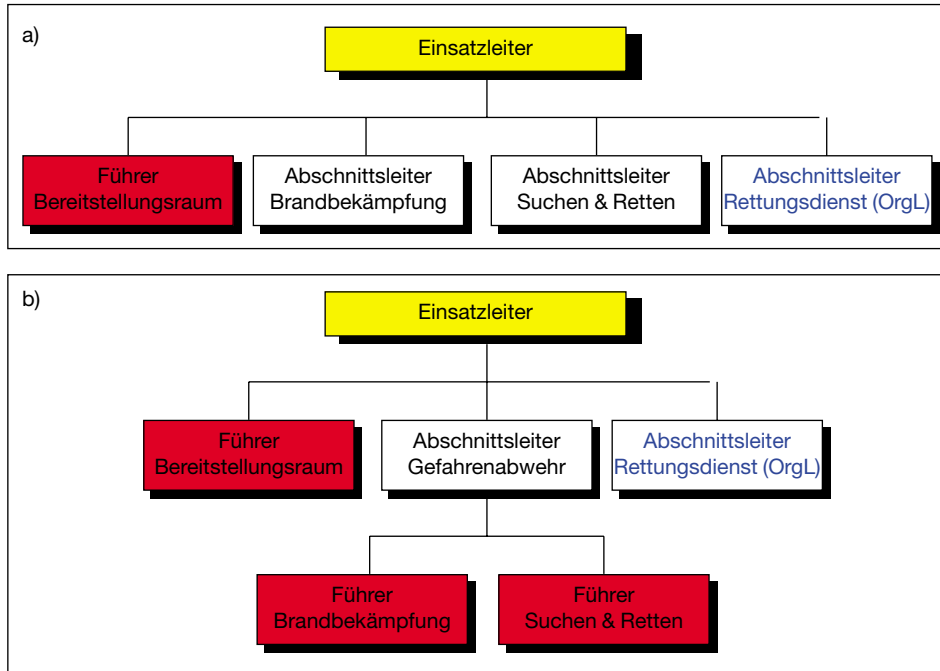 a)
Einsatzleiter
Führer
Bereitstellungsraum
Abschnittsleiter
Brandbekämpfung
Abschnittsleiter
Suchen & Retten
Abschnittsleiter
Rettungsdienst (OrgL)
b)
Einsatzleiter
Führer
Bereitstellungsraum
Abschnittsleiter
Gefahrenabwehr
Abschnittsleiter
Rettungsdienst (OrgL)
Führer
Brandbekämpfung
Führer
Suchen & Retten